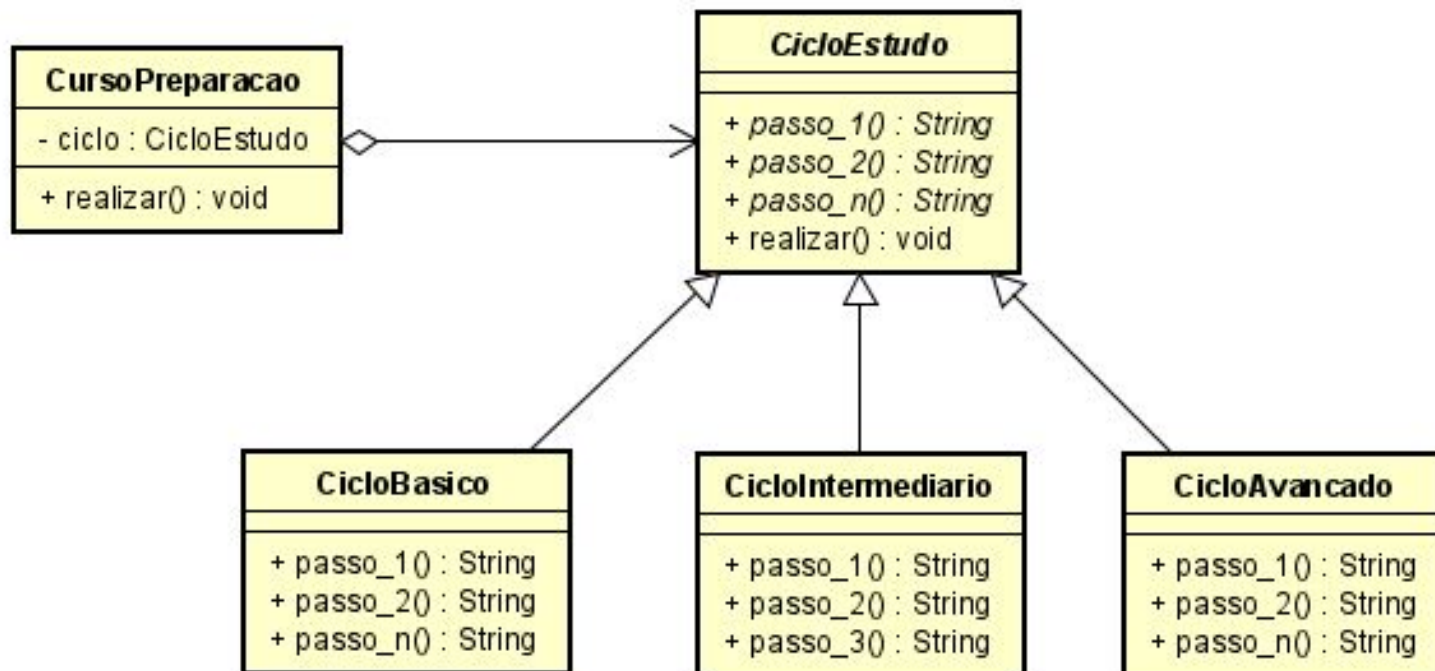 CursoPreparacao
- ciclo : CicloEstudo
+ realizar() : void
CicloEstudo
+ passo_1() : String
+ passo_2() : String
+ passo_n() : String
+ realizar() : void
CicloBasico
+ passo_1() : String
+ passo_2() : String
+ passo_n() : String
CicloIntermediario
+ passo_1() : String
+ passo_2() : String
+ passo_3() : String
CicloAvancado
+ passo_1() : String
+ passo_2() : String
+ passo_n() : String